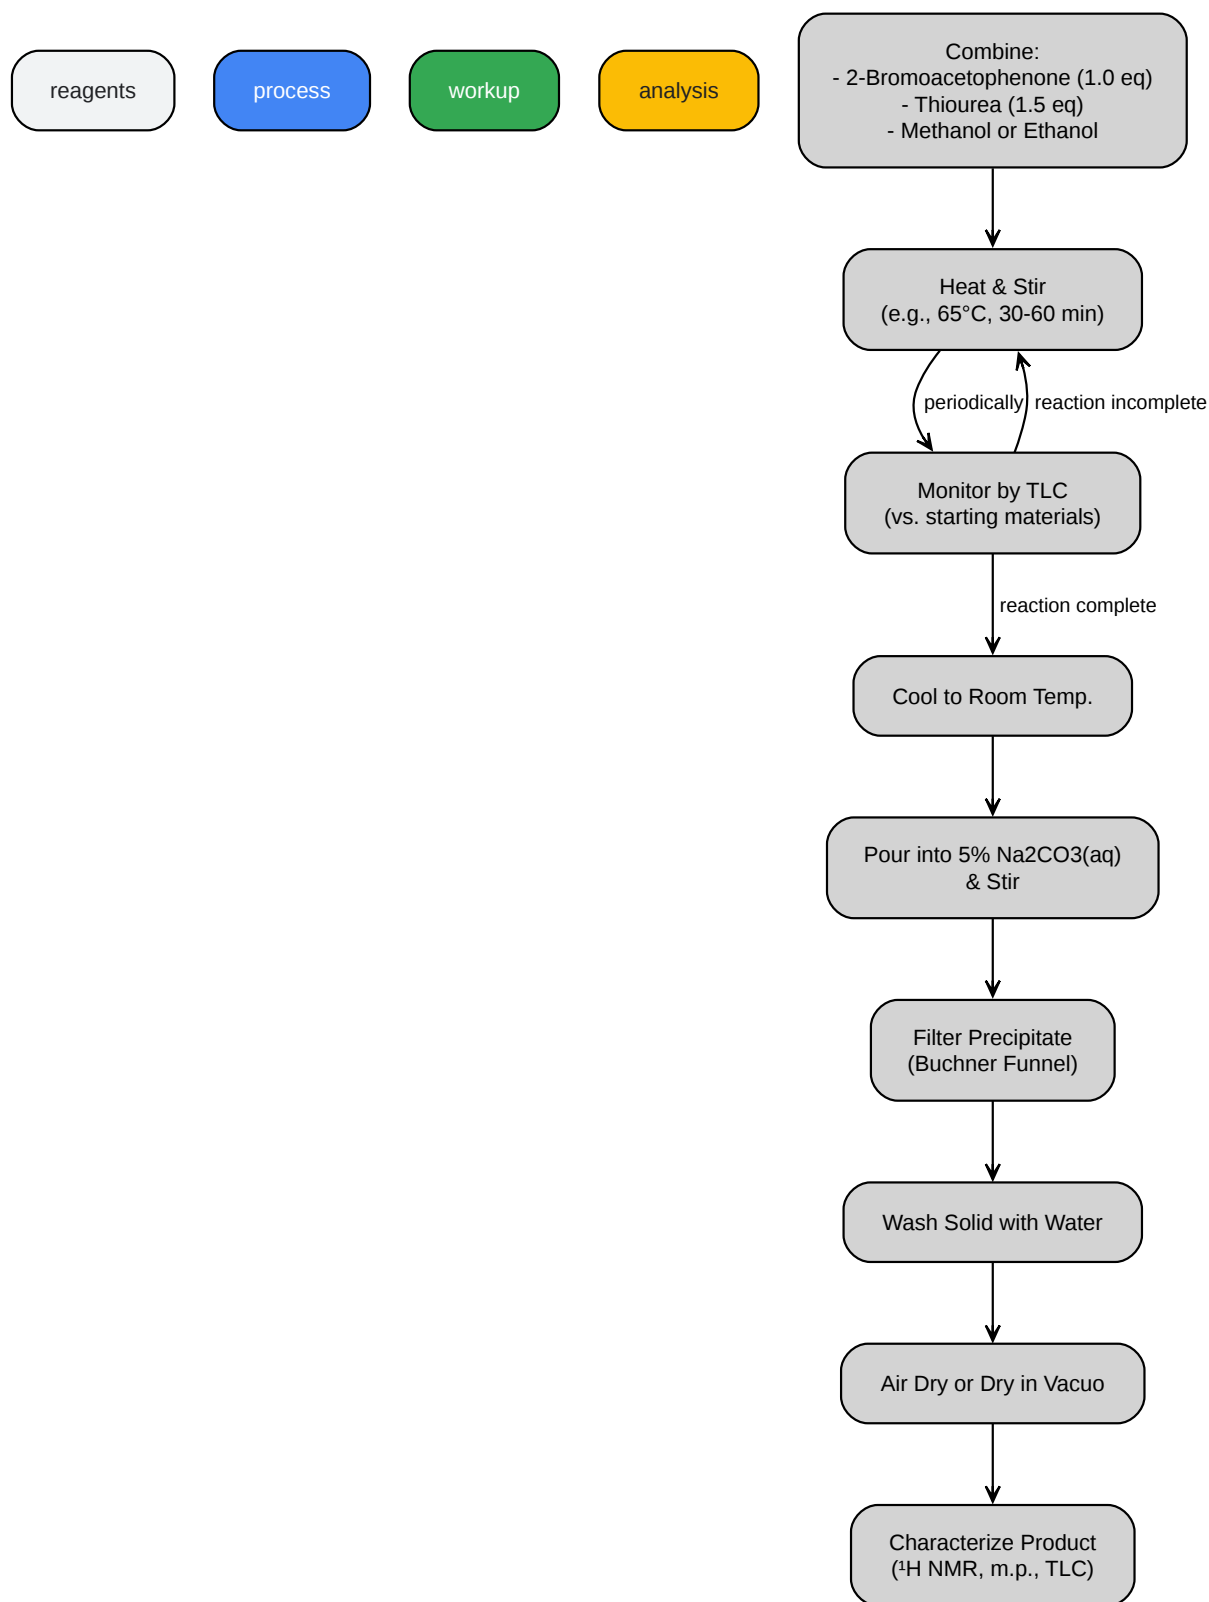 reagents
process
workup
analysis
Combine:
- 2-Bromoacetophenone (1.0 eq)
- Thiourea (1.5 eq)
- Methanol or Ethanol
Heat & Stir
(e.g., 65°C, 30-60 min)
periodically
reaction incomplete
Monitor by TLC
(vs. starting materials)
reaction complete
Cool to Room Temp.
Pour into 5% Na2CO3(aq)
& Stir
Filter Precipitate
(Buchner Funnel)
Wash Solid with Water
Air Dry or Dry in Vacuo
Characterize Product
(¹H NMR, m.p., TLC)